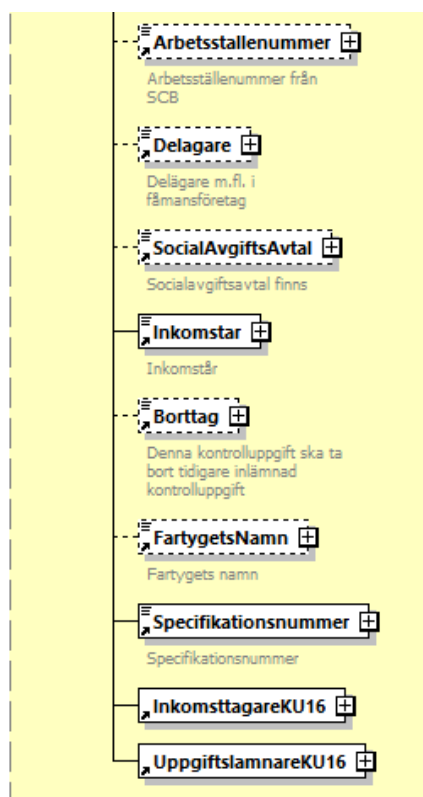 Arbetsstallenummer
Arbetsställenummer från
SCB
Delagare
Delägare m.fl. i
fåmansföretag
SocialAvgiftsAvtal
Socialavgiftsavtal finns
Inkomstar
Inkomstår
Borttag
Denna kontrolluppgift ska ta
bort tidigare inlämnad
kontrolluppgift
FartygetsNamn
Fartygets namn
Specifikationsnummer
Specifikationsnummer
InkomsttagareKU16
UppgiftslamnareKU16